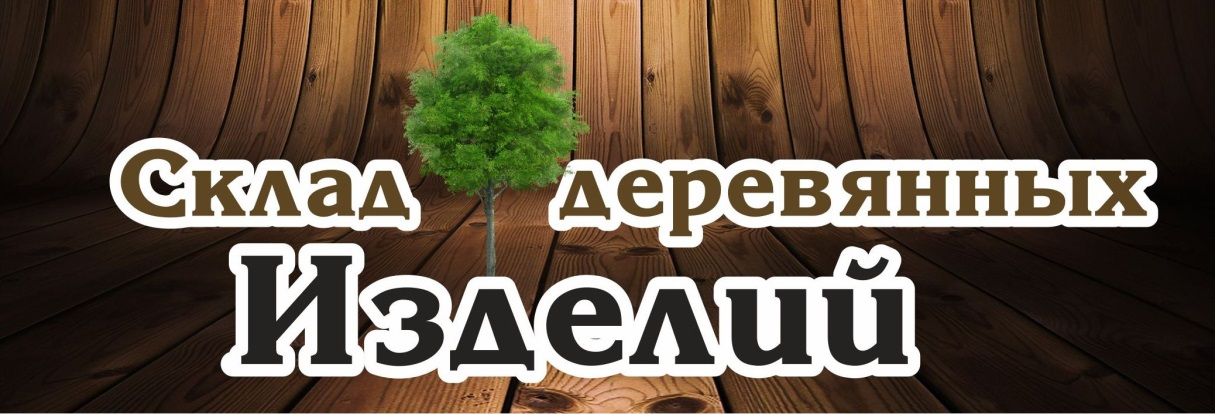 Склад деревянных
Изделий